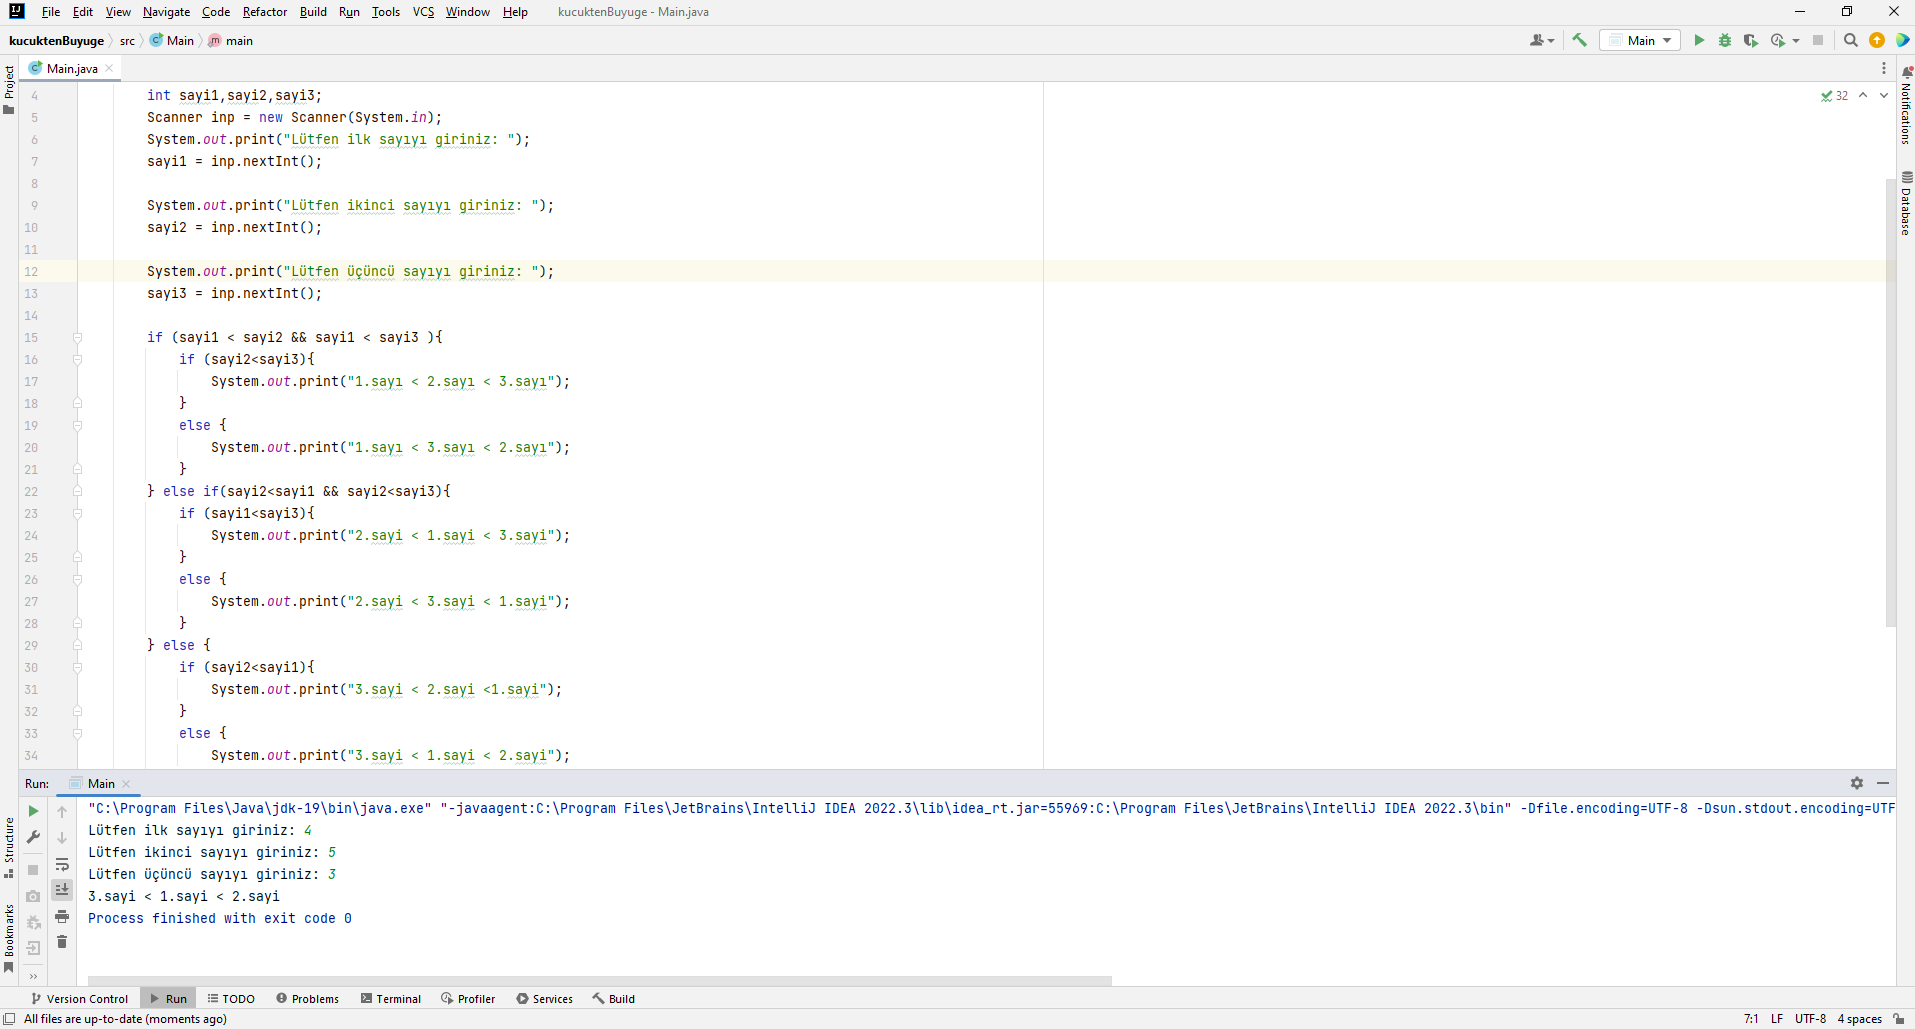 File Edit View Navigate Code Refactor Build Run Tools VCS Window Help kucuktenBuyuge - Main.java
kucuktenBuyuge src Main main
Main
Main.java
Project
Notifications
Database
32
4 int sayi1,sayi2,sayi3;
5 Scanner inp = new Scanner(System.in);
6 System.out.print("Lütfen ilk sayıyı giriniz: ");
7 sayi1 = inp.nextInt();
8
9 System.out.print("Lütfen ikinci sayıyı giriniz: ");
10 sayi2 = inp.nextInt();
11
12 System.out.print("Lütfen üçüncü sayıyı giriniz: ");
13 sayi3 = inp.nextInt();
14
15 if (sayi1 < sayi2 && sayi1 < sayi3 ){
16 if (sayi2<sayi3){
17 System.out.print("1.sayı < 2.sayı < 3.sayı");
18 }
19 else {
20 System.out.print("1.sayı < 3.sayı < 2.sayı");
21 }
22 } else if(sayi2<sayi1 && sayi2<sayi3){
23 if (sayi1<sayi3){
24 System.out.print("2.sayi < 1.sayi < 3.sayi");
25 }
26 else {
27 System.out.print("2.sayi < 3.sayi < 1.sayi");
28 }
29 } else {
30 if (sayi2<sayi1){
31 System.out.print("3.sayi < 2.sayi <1.sayi");
32 }
33 else {
34 System.out.print("3.sayi < 1.sayi < 2.sayi");
Run: Main
"C:\Program Files\Java\jdk-19\bin\java.exe" "-javaagent:C:\Program Files\JetBrains\IntelliJ IDEA 2022.3\lib\idea_rt.jar=55969:C:\Program Files\JetBrains\IntelliJ IDEA 2022.3\bin" -Dfile.encoding=UTF-8 -Dsun.stdout.encoding=UTF
Lütfen ilk sayıyı giriniz: 4
Lütfen ikinci sayıyı giriniz: 5
Lütfen üçüncü sayıyı giriniz: 3
3.sayi < 1.sayi < 2.sayi
Process finished with exit code 0
Structure
Bookmarks
Version Control Run TODO Problems Terminal Profiler Services Build
All files are up-to-date (moments ago)
7:1 LF UTF-8 4 spaces